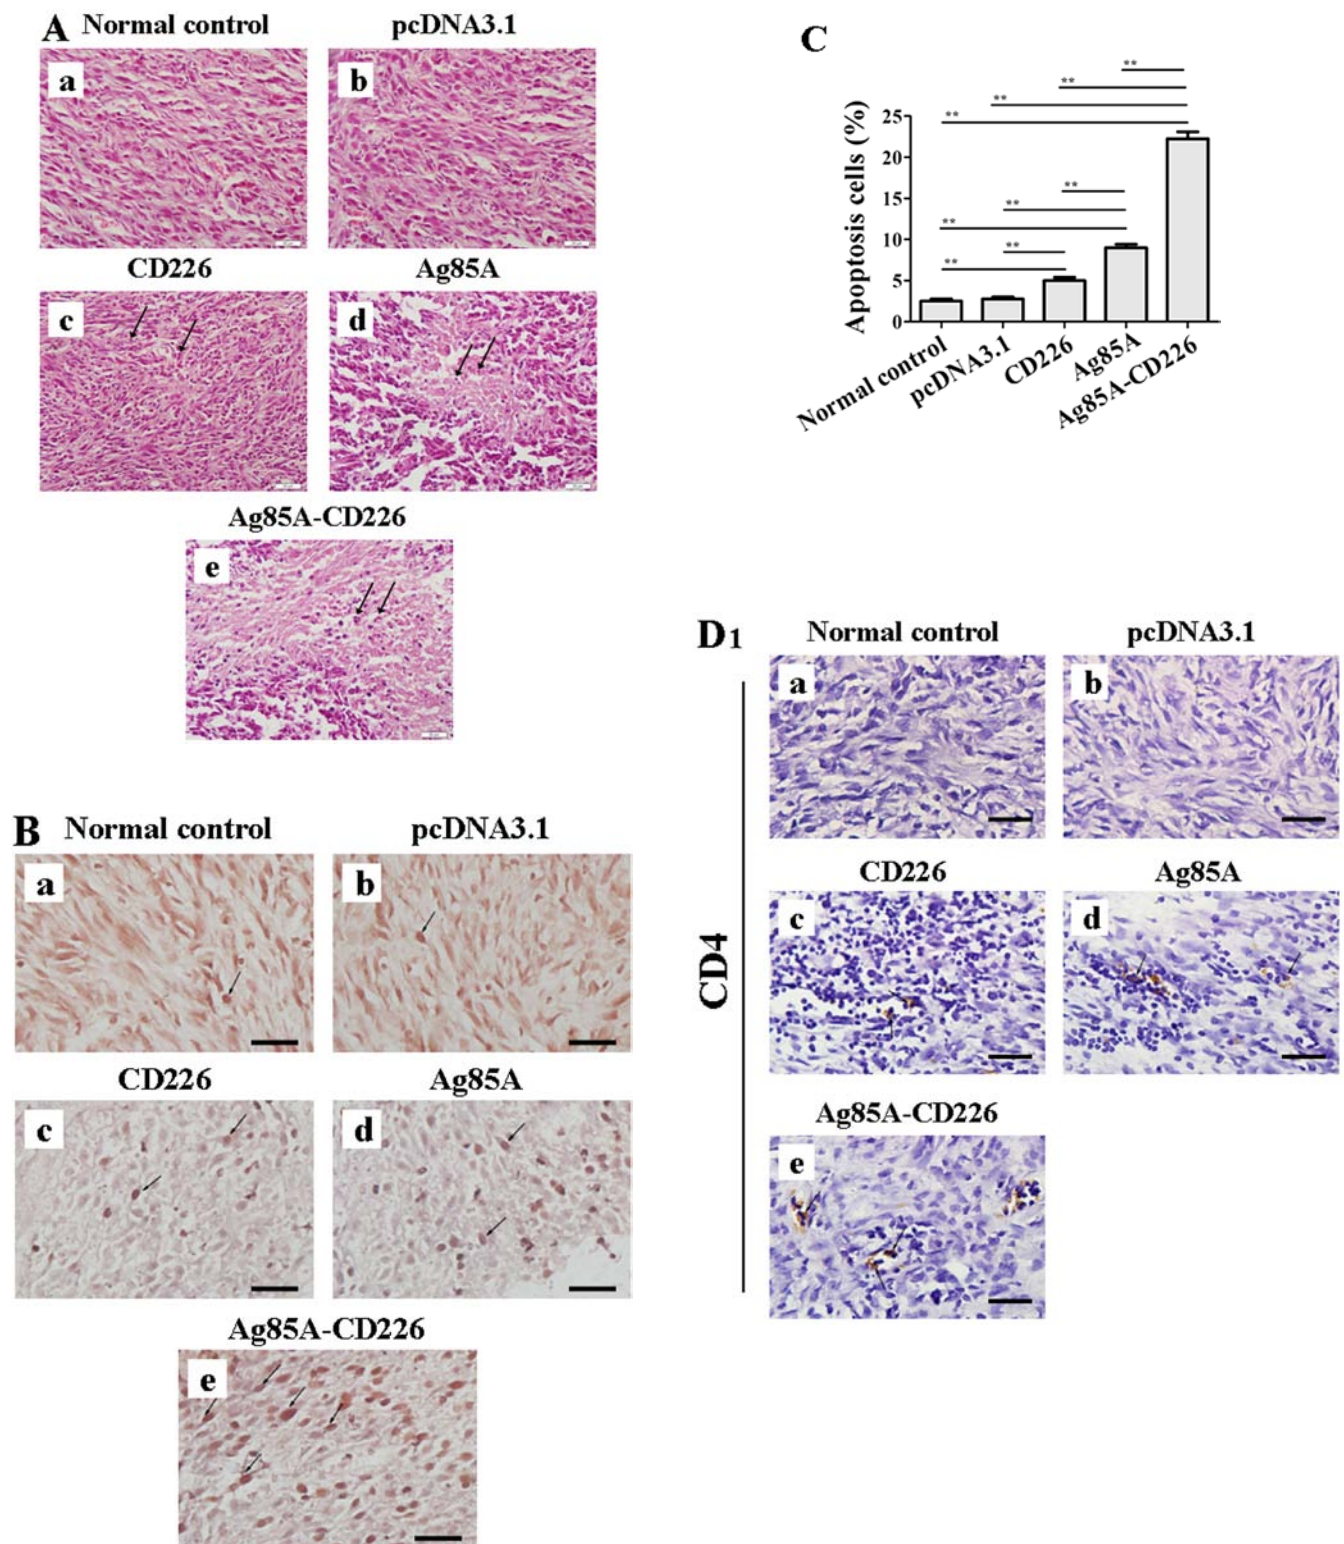 A
Normal control
pcDNA3.1
a
b
CD226
Ag85A
c
d
Ag85A-CD226
e
B
Normal control
pcDNA3.1
a
b
CD226
Ag85A
c
d
Ag85A-CD226
e
C
**
**
**
**
**
**
**
**
**
Apoptosis cells (%)
25
20
15
10
5
0
Normal control
pcDNA3.1
CD226
Ag85A
Ag85A-CD226
D1
Normal control
pcDNA3.1
a
b
CD4
CD226
Ag85A
c
d
Ag85A-CD226
e